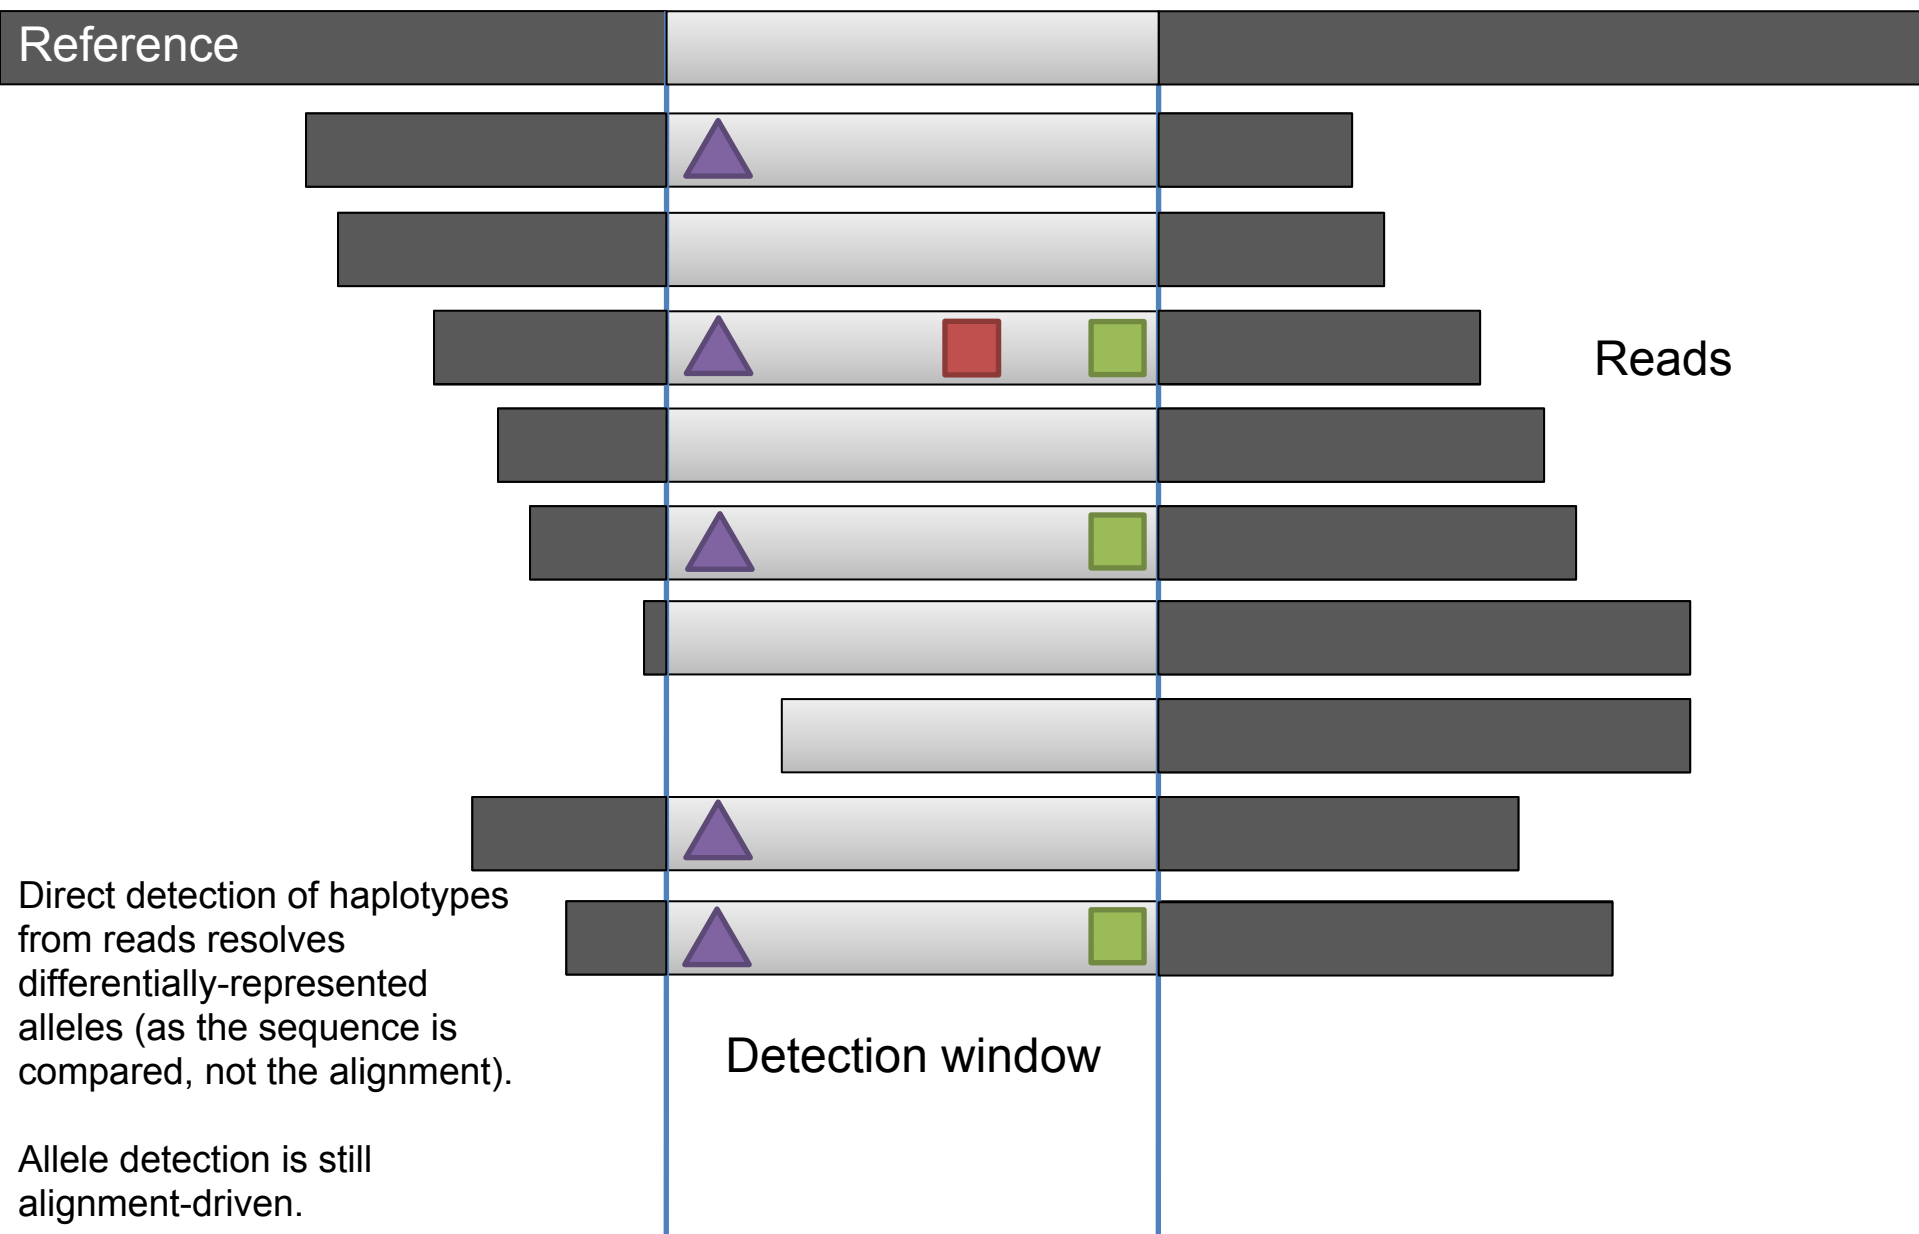 Reference
Reads
Direct detection of haplotypes
from reads resolves
differentially-represented
alleles (as the sequence is
compared, not the alignment).
Detection window
Allele detection is still
alignment-driven.